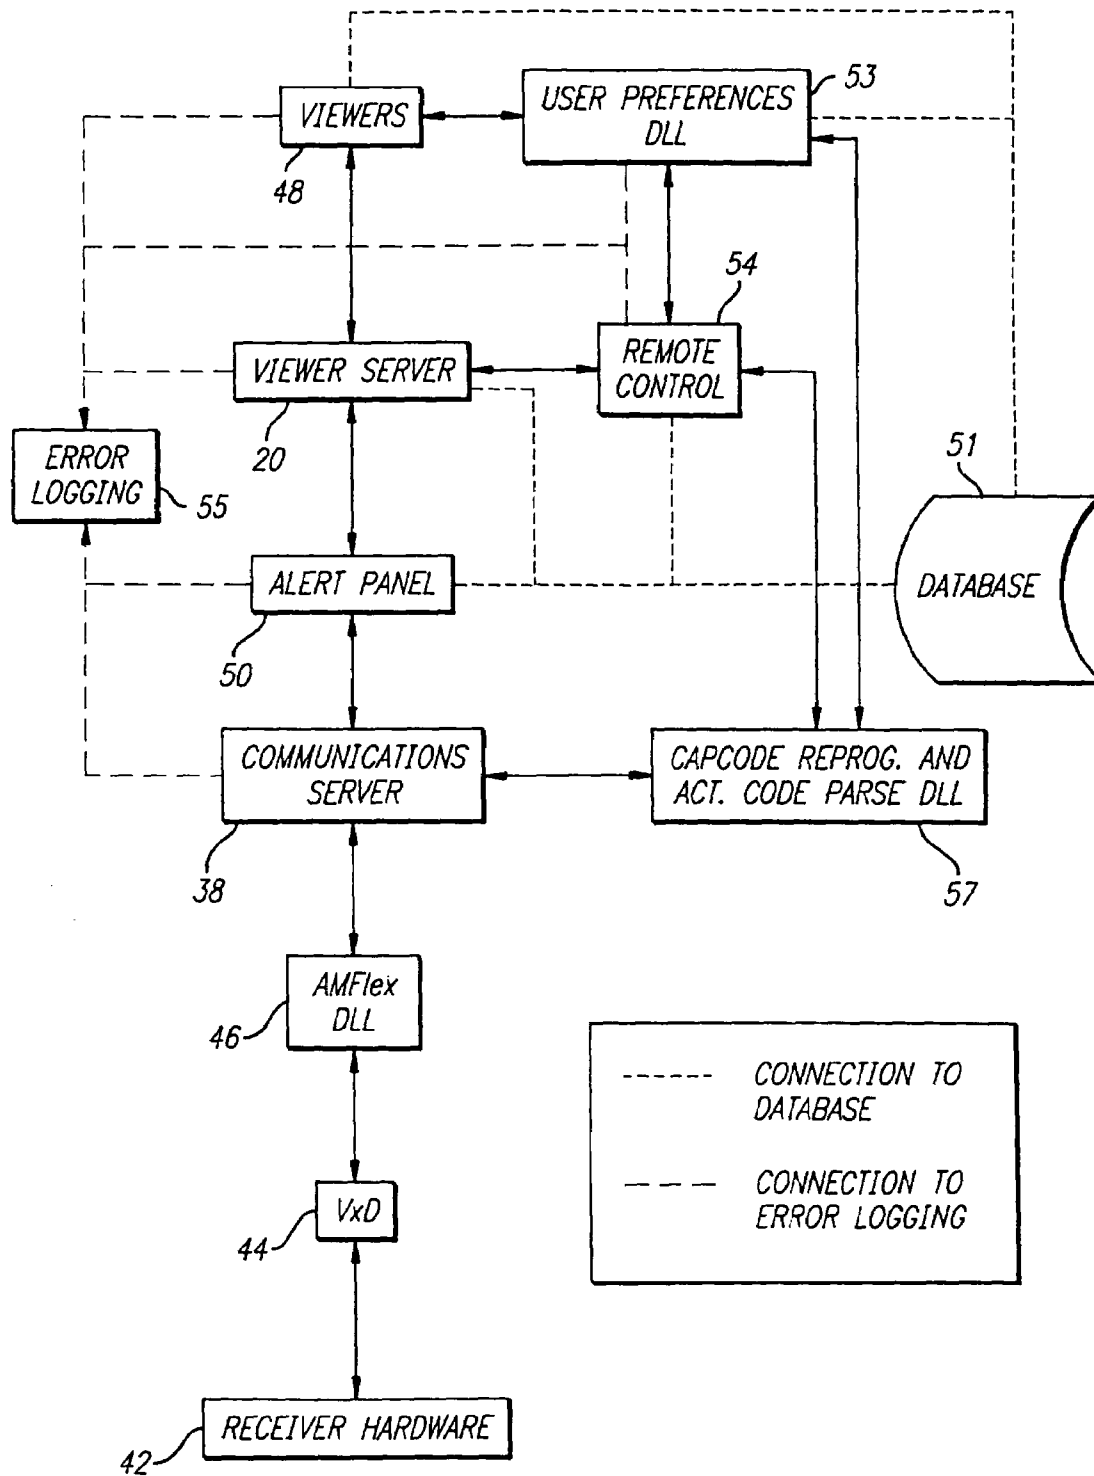 VIEWERS
48
USER PREFERENCES
DLL
53
54
VIEWER SERVER
20
REMOTE
CONTROL
ERROR
LOGGING
55
51
DATABASE
ALERT PANEL
50
COMMUNICATIONS
SERVER
38
CAPCODE REPROG. AND
ACT. CODE PARSE DLL
57
AMFlex
DLL
46
CONNECTION TO
DATABASE
CONNECTION TO
ERROR LOGGING
VxD
44
RECEIVER HARDWARE
42